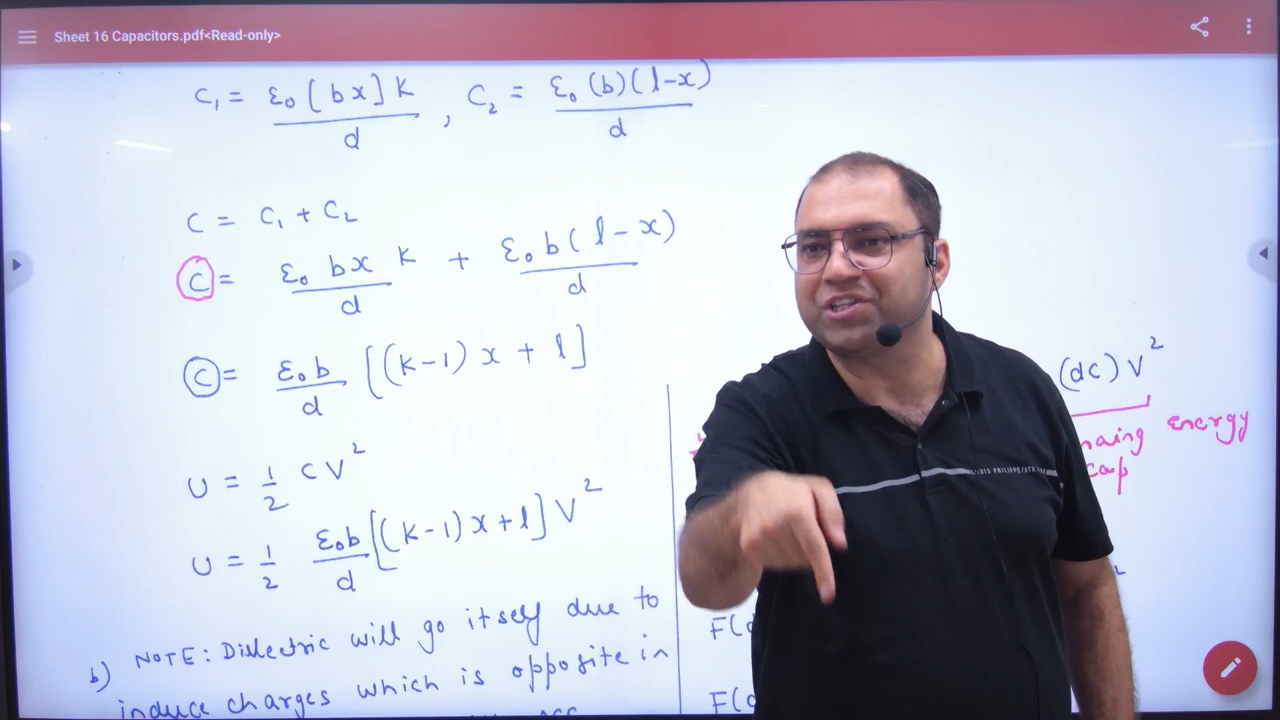 Sheet 16 Capacitors.pdf<Read-only>
C₁ = ε₀ [bx] k / d , C₂ = ε₀ (b)(l-x) / d
C = C₁ + C₂
C = ε₀ bx k / d + ε₀ b(l-x) / d
C = ε₀b / d [(k-1) x + l]
(dc) V²
energy
cap
U = 1/2 CV²
U = 1/2 ε₀b / d [(k-1) x + l] V²
b) NOTE: Dielectric will go itself due to
induce charges which is opposite in